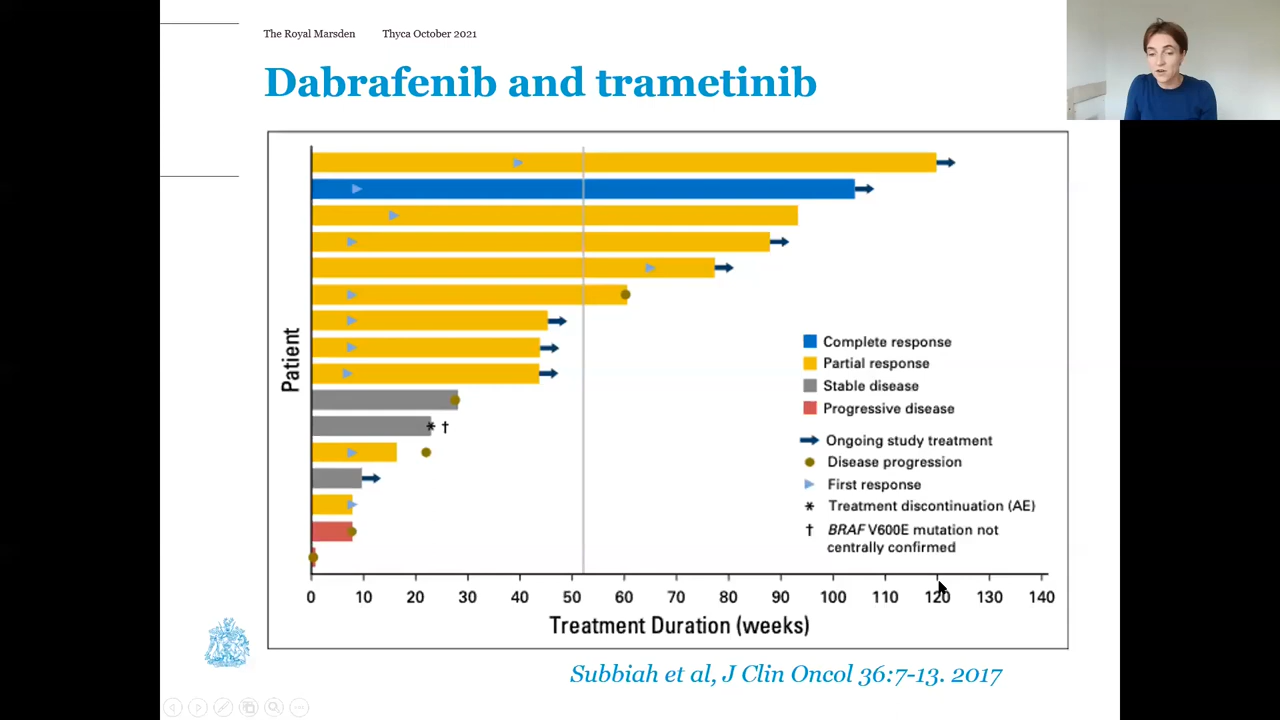 The Royal Marsden Thyca October 2021
Dabrafenib and trametinib
Patient
* †
Complete response
Partial response
Stable disease
Progressive disease
Ongoing study treatment
Disease progression
First response
* Treatment discontinuation (AE)
† BRAF V600E mutation not
centrally confirmed
0 10 20 30 40 50 60 70 80 90 100 110 120 130 140
Treatment Duration (weeks)
Subbiah et al, J Clin Oncol 36:7-13. 2017